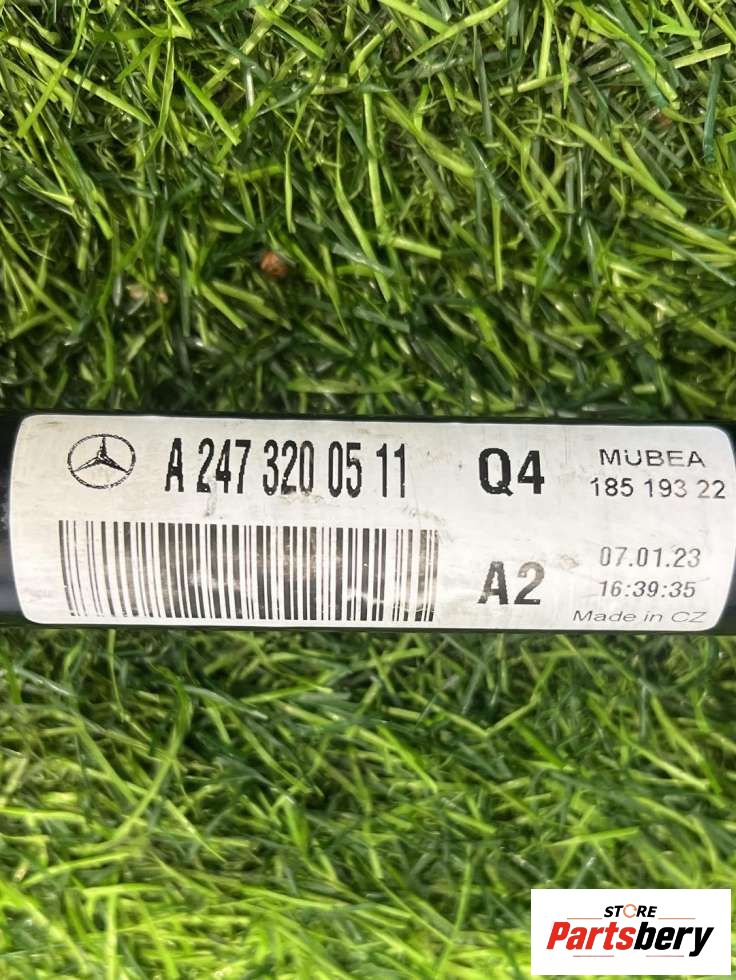 A 247 320 05 11
Q4
MUBEA
185 193 22
A2
07.01.23
16:39:35
Made in CZ
STORE
Partsbery